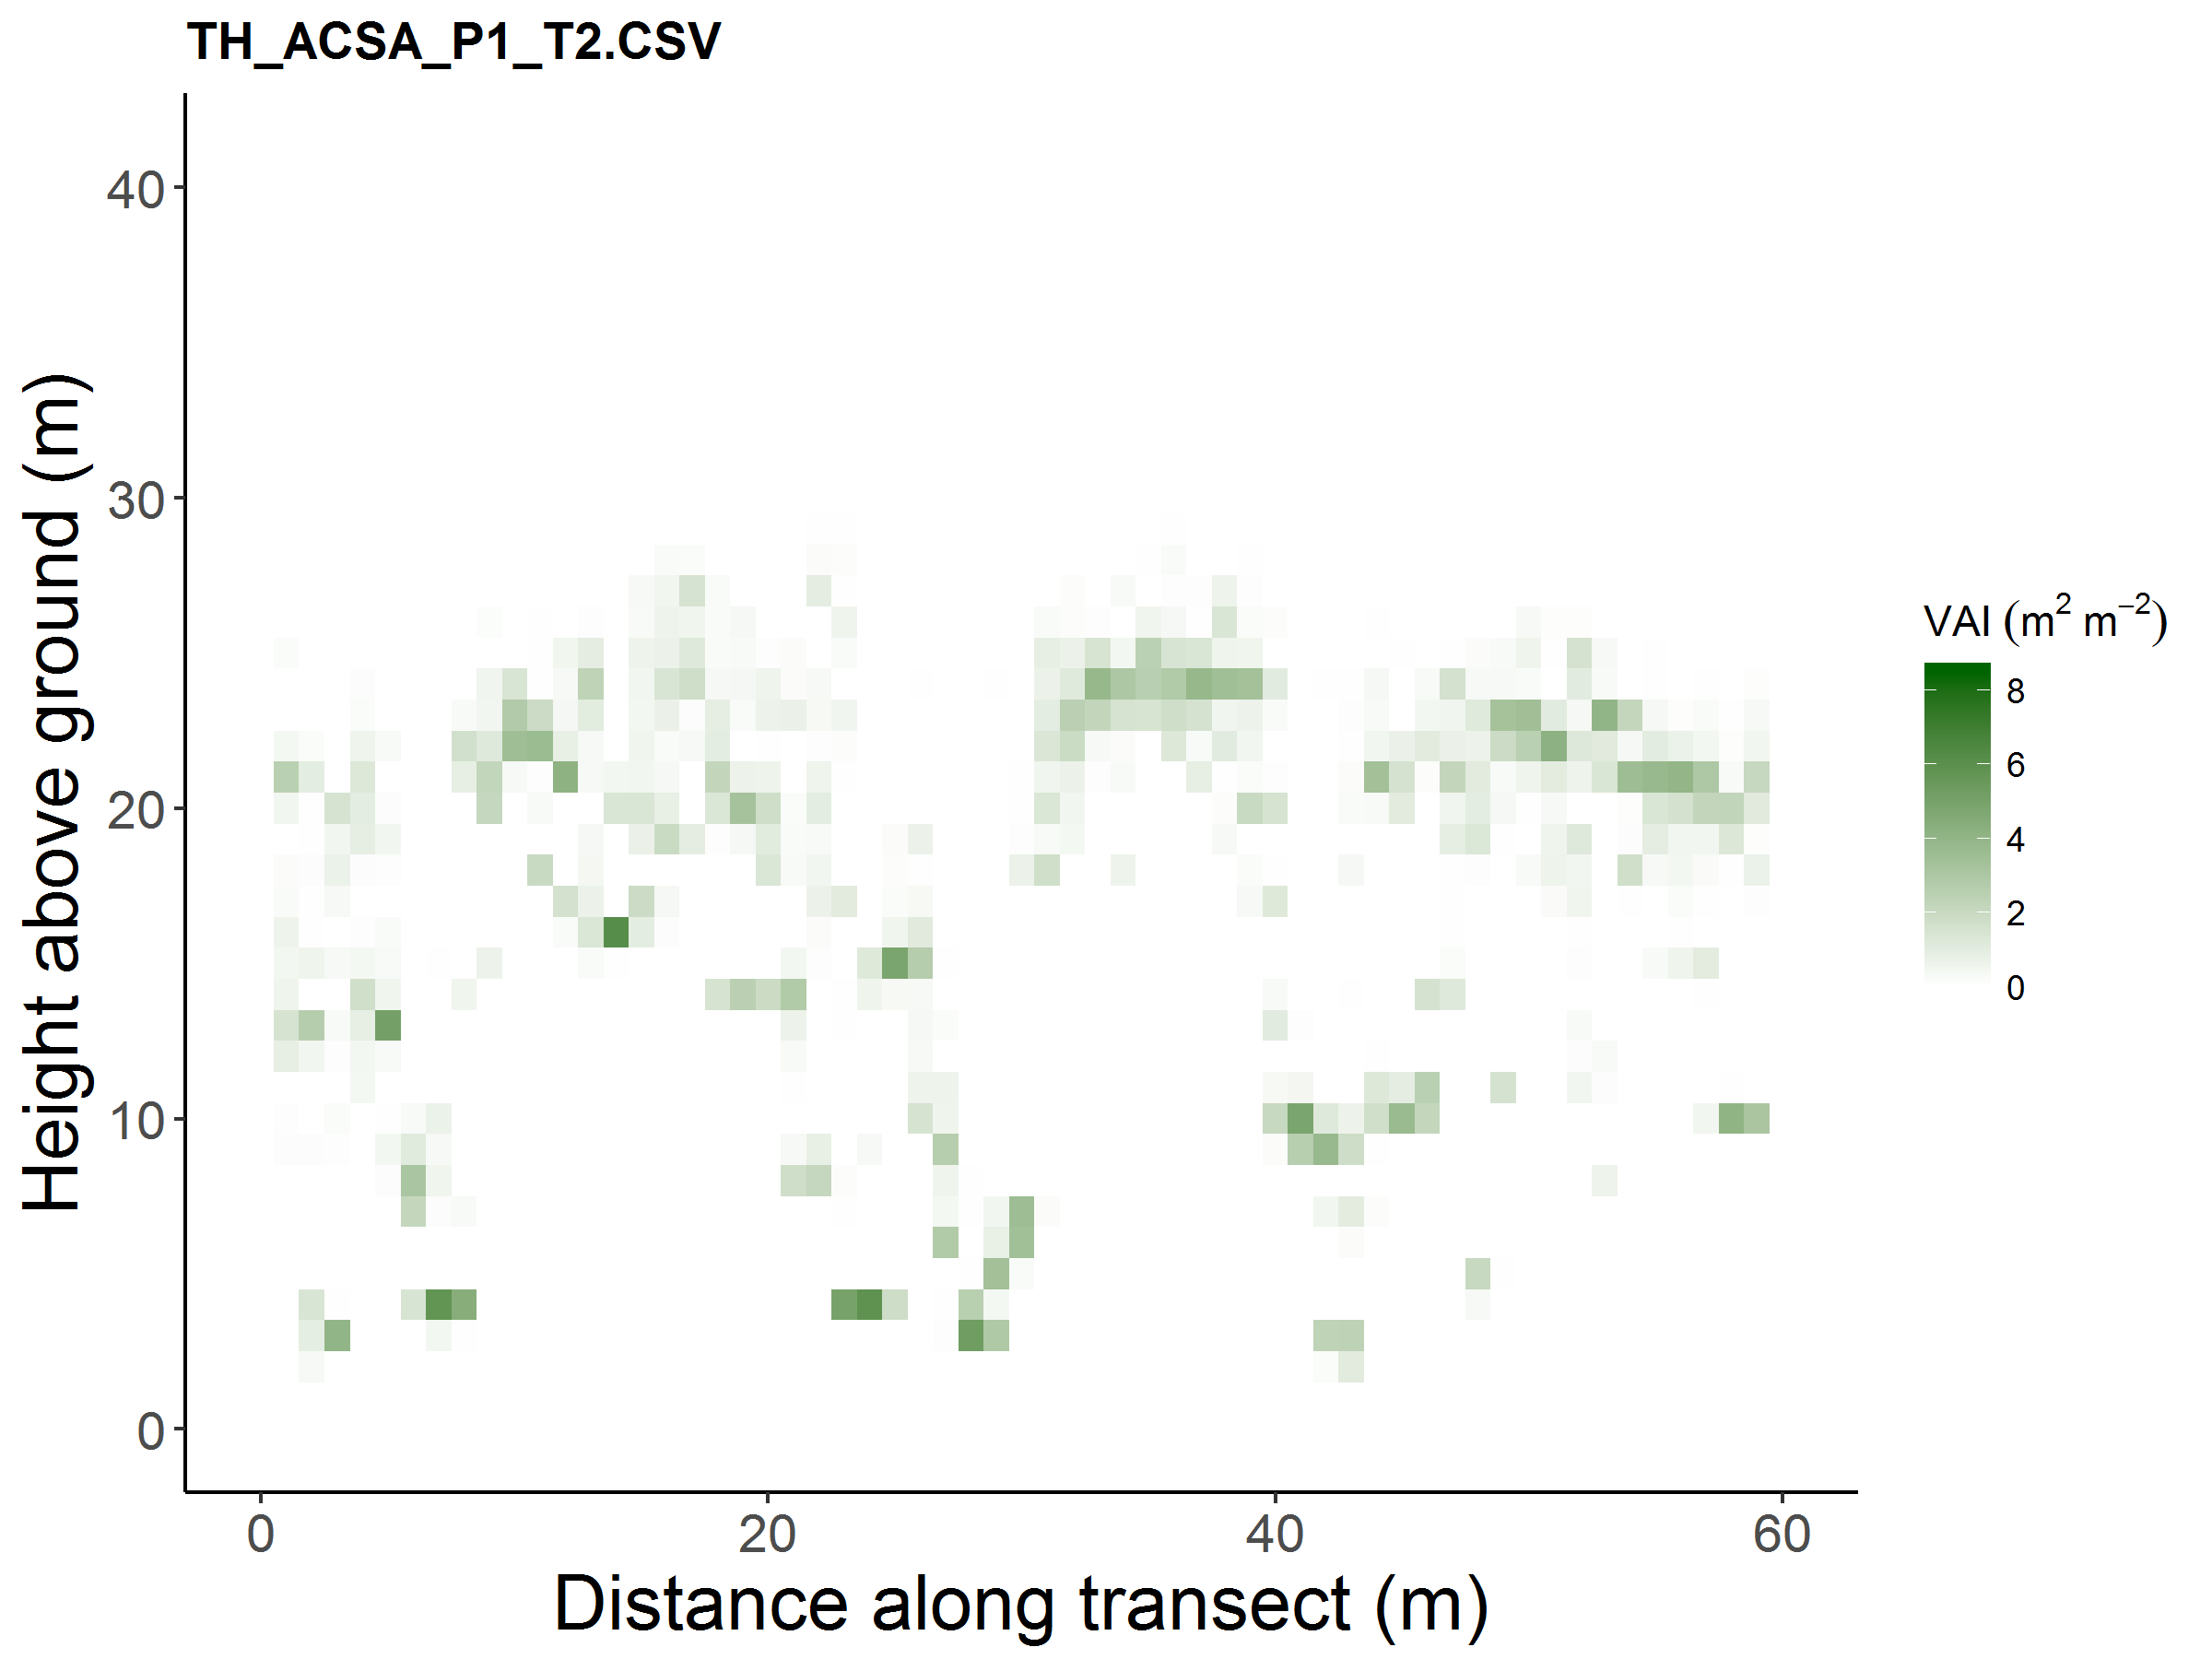 TH_ACSA_P1_T2.CSV
Height above ground (m)
40
30
20
10
0
0 20 40 60
Distance along transect (m)
VAI (m² m⁻²)
8
6
4
2
0